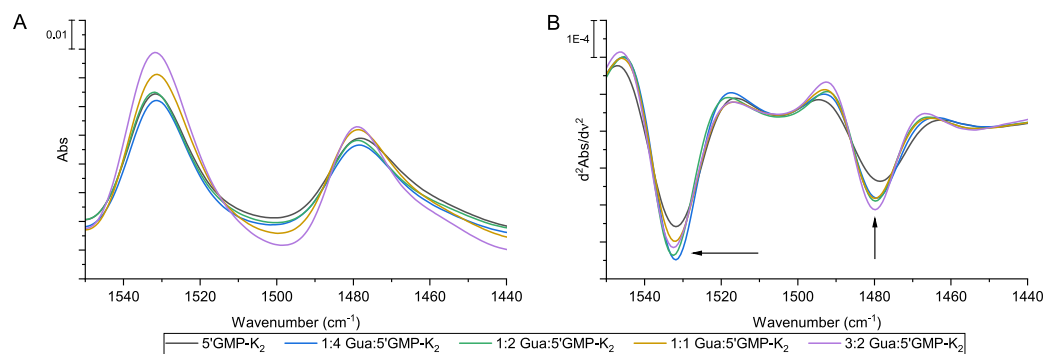 A
0.01
Abs
1540 1520 1500 1480 1460 1440
Wavenumber (cm⁻¹)
B
1E-4
d²Abs/dν²
1540 1520 1500 1480 1460 1440
Wavenumber (cm⁻¹)
5'GMP-K₂ 1:4 Gua:5'GMP-K₂ 1:2 Gua:5'GMP-K₂ 1:1 Gua:5'GMP-K₂ 3:2 Gua:5'GMP-K₂